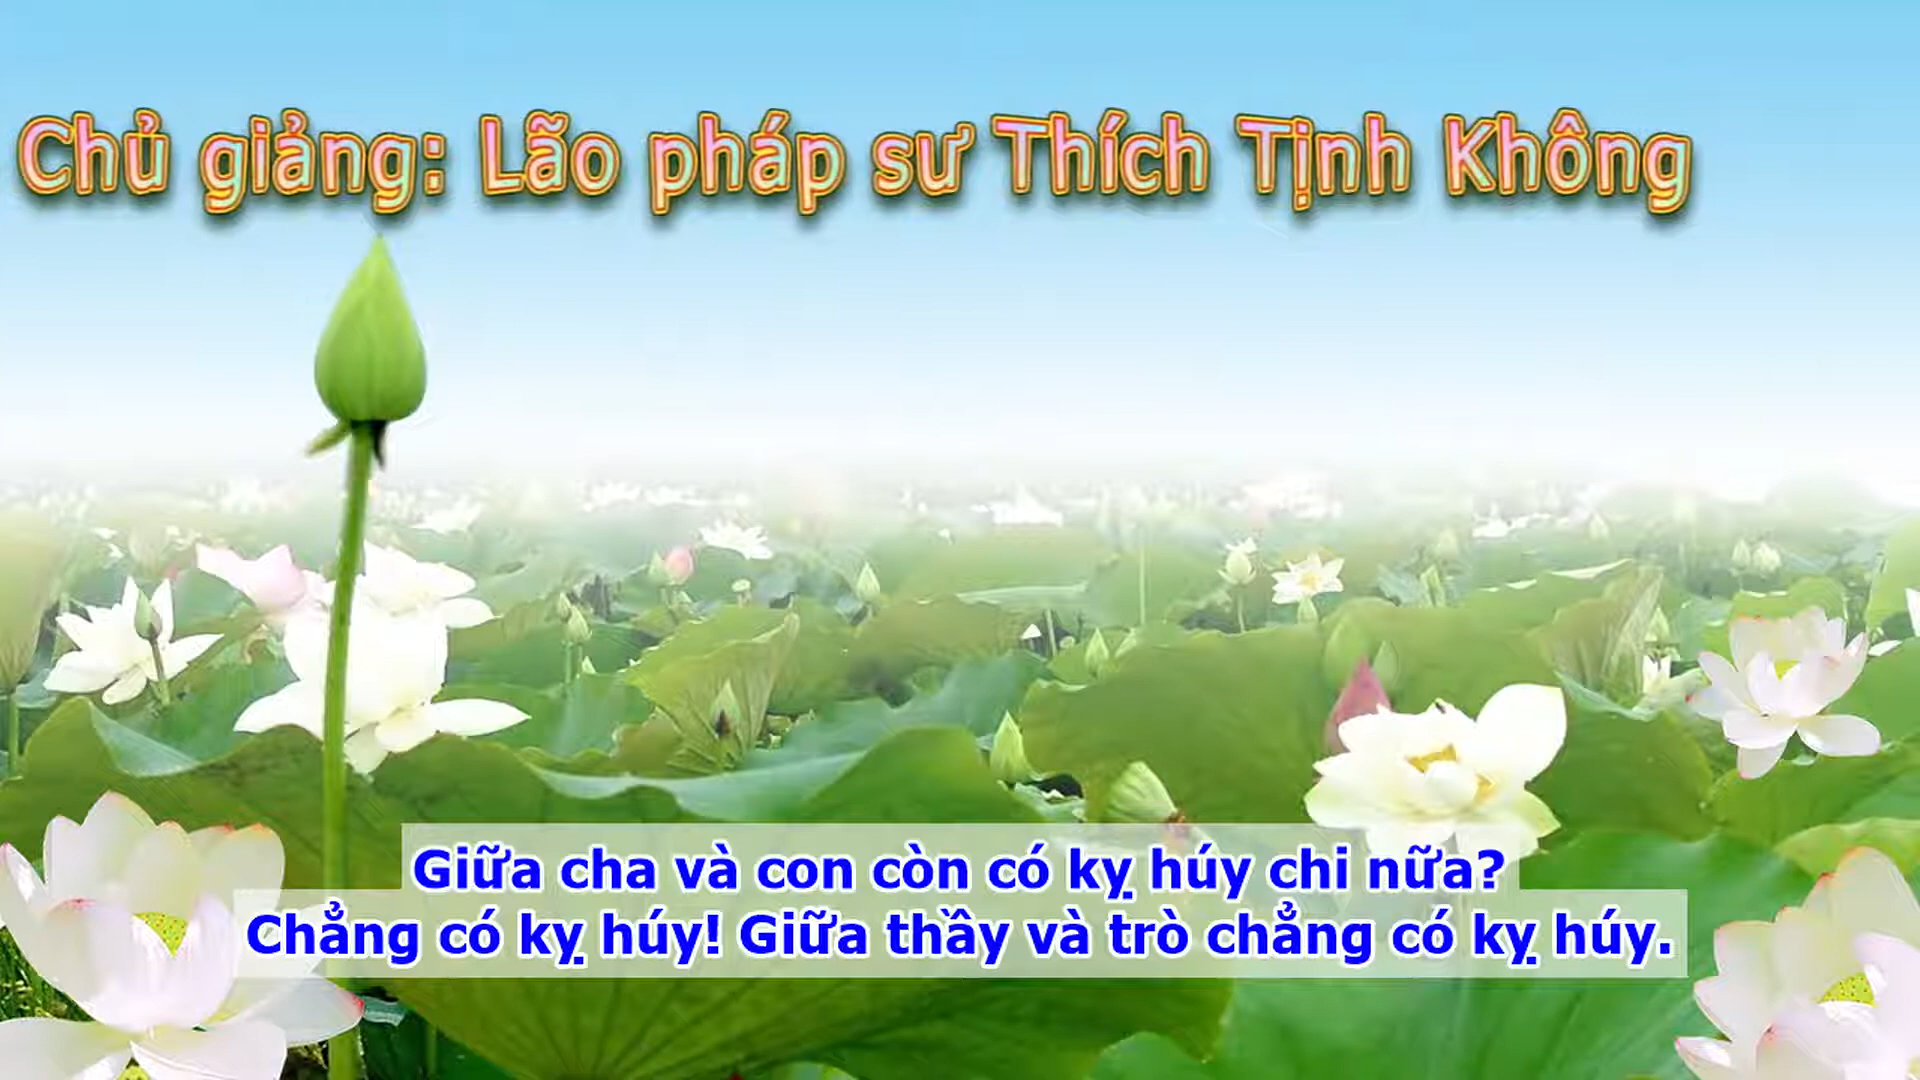 Chủ giảng: Lão pháp sư Thích Tịnh Không
Giữa cha và con còn có kỵ húy chi nữa?
Chẳng có kỵ húy! Giữa thầy và trò chẳng có kỵ húy.